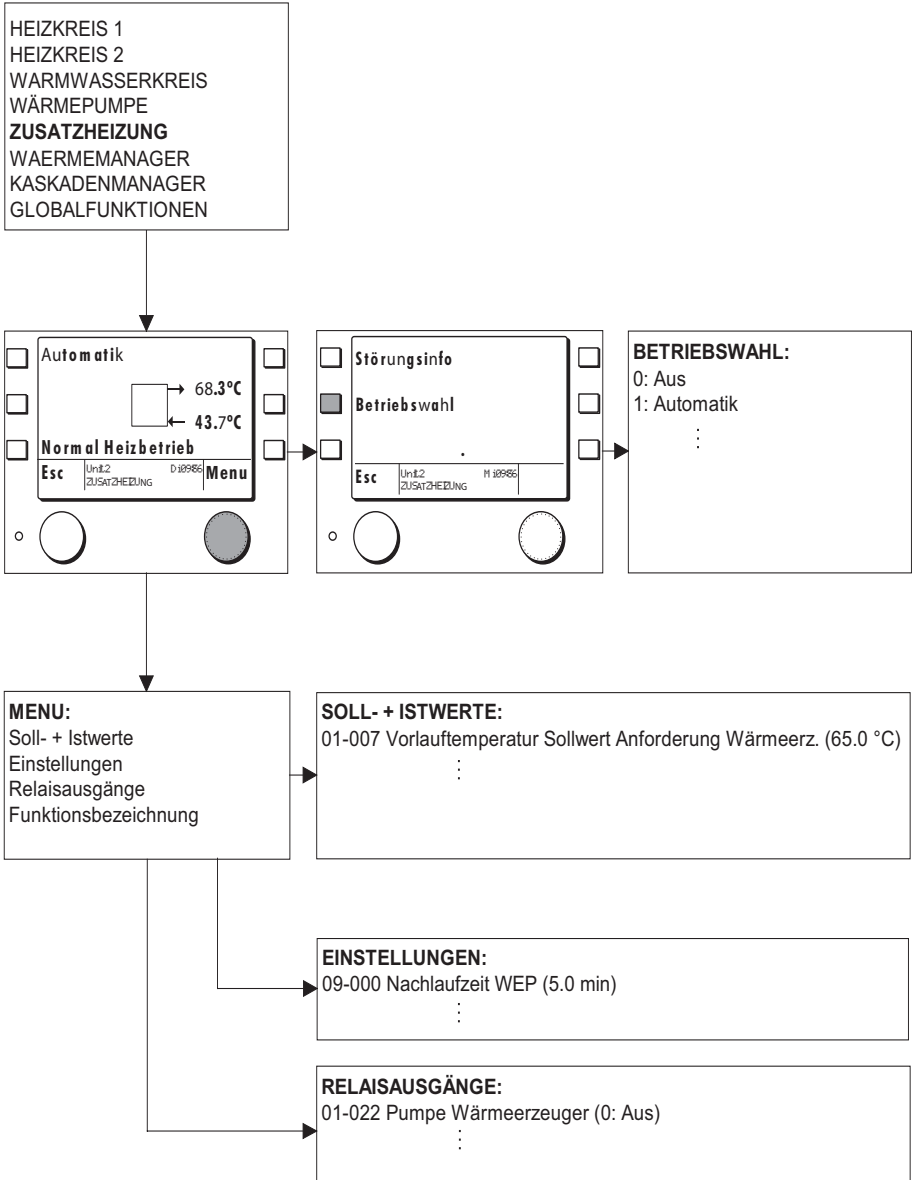 HEIZKREIS 1
HEIZKREIS 2
WARMWASSERKREIS
WÄRMEPUMPE
ZUSATZHEIZUNG
WAERMEMANAGER
KASKADENMANAGER
GLOBALFUNKTIONEN
Automatik
68.3°C
43.7°C
Normal Heizbetrieb
Esc
ZUSATZHEIZUNG
Menu
Störungsinfo
Betriebswahl
Esc
ZUSATZHEIZUNG
BETRIEBSWAHL:
0: Aus
1: Automatik
MENU:
Soll- + Istwerte
Einstellungen
Relaisausgänge
Funktionsbezeichnung
SOLL- + ISTWERTE:
01-007 Vorlauftemperatur Sollwert Anforderung Wärmeerz. (65.0 °C)
EINSTELLUNGEN:
09-000 Nachlaufzeit WEP (5.0 min)
RELAISAUSGÄNGE:
01-022 Pumpe Wärmeerzeuger (0: Aus)